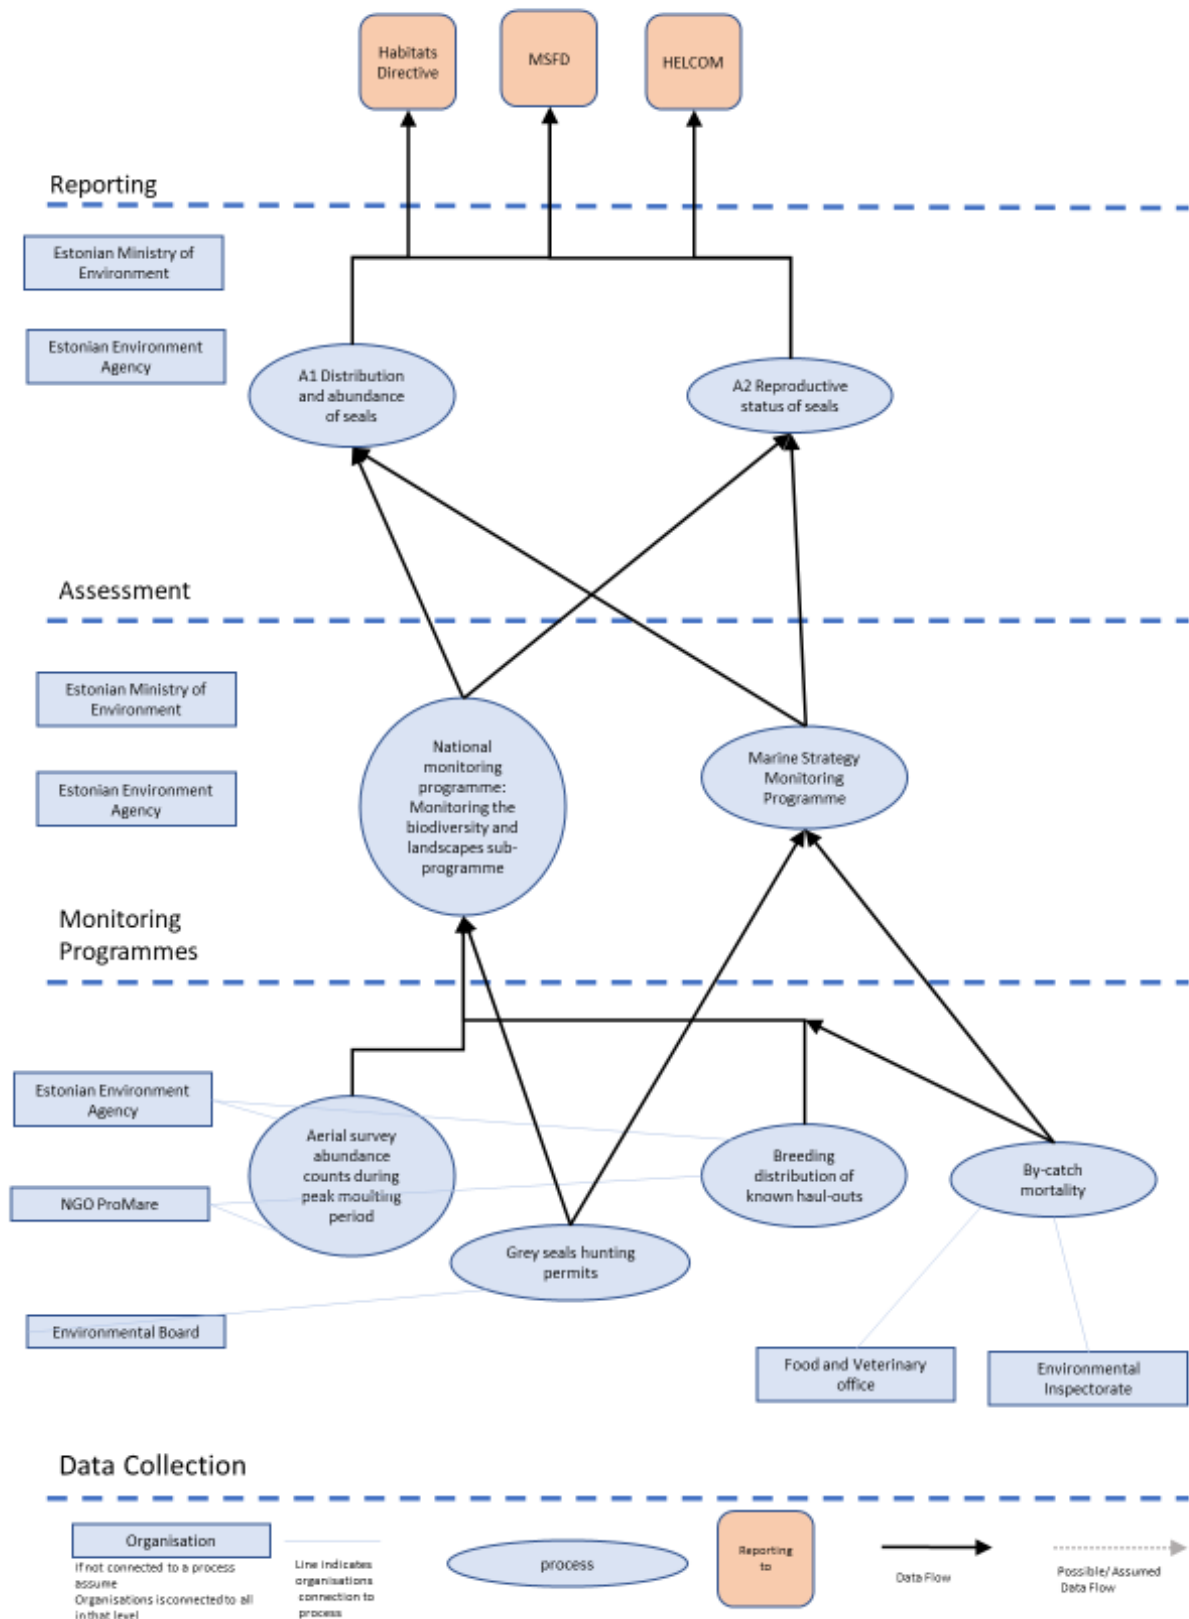 Habitats
Directive
MSFD
HELCOM
Reporting
Estonian Ministry of
Environment
Estonian Environment
Agency
A1 Distribution
and abundance
of seals
A2 Reproductive
status of seals
Assessment
Estonian Ministry of
Environment
Estonian Environment
Agency
National
monitoring
programme:
Monitoring the
biodiversity and
landscapes sub-
programme
Marine Strategy
Monitoring
Programme
Monitoring
Programmes
Estonian Environment
Agency
NGO ProMare
Environmental Board
Aerial survey
abundance
counts during
peak moulting
period
Grey seals hunting
permits
Breeding
distribution of
known haul-outs
By-catch
mortality
Food and Veterinary
office
Environmental
Inspectorate
Data Collection
Organisation
If not connected to a process
assume
Organisations is connected to all
in that level
Line indicates
organisations
connection to
process
process
Reporting
to
Data Flow
Possible/ Assumed
Data Flow